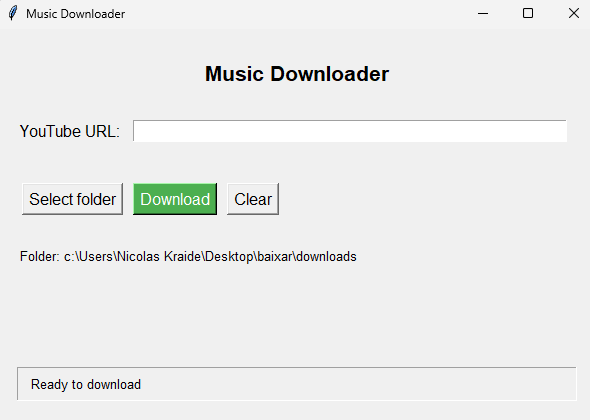 Music Downloader
Music Downloader
YouTube URL:
Select folder Download Clear
Folder: c:\Users\Nicolas Kraide\Desktop\baixar\downloads
Ready to download